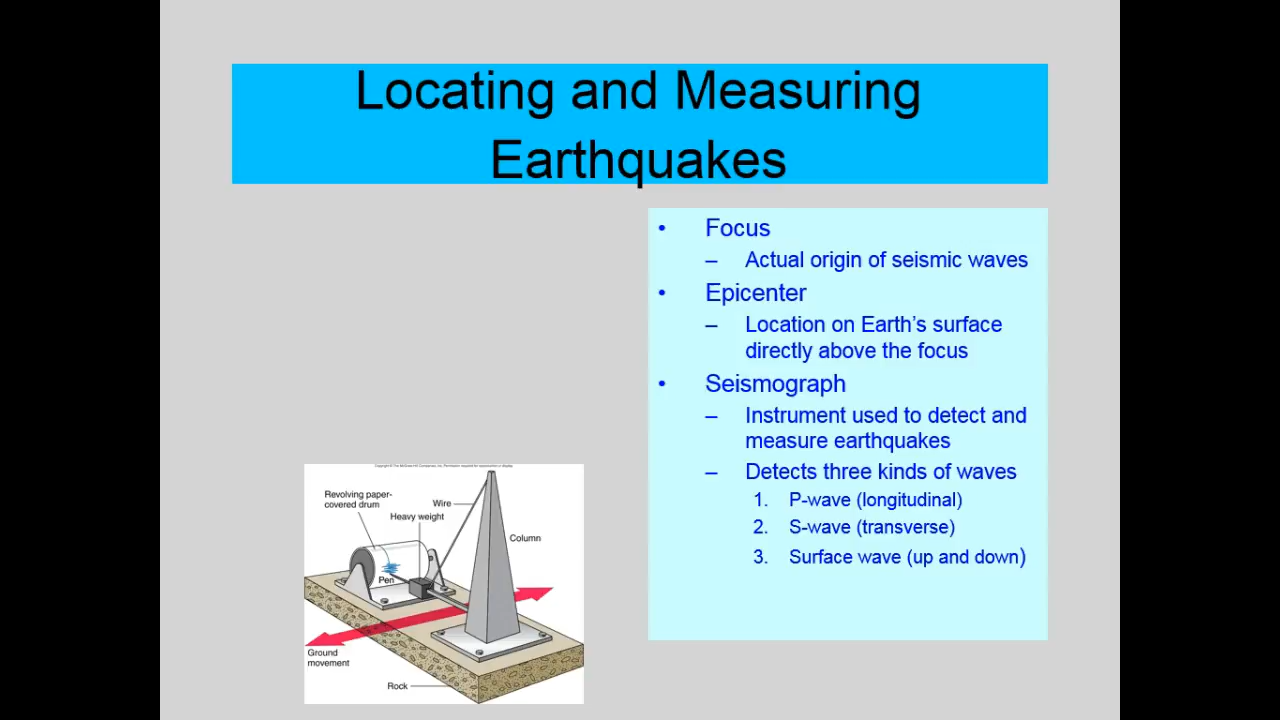 Locating and Measuring
Earthquakes
• Focus
– Actual origin of seismic waves
• Epicenter
– Location on Earth's surface
directly above the focus
• Seismograph
– Instrument used to detect and
measure earthquakes
– Detects three kinds of waves
1. P-wave (longitudinal)
2. S-wave (transverse)
3. Surface wave (up and down)
Revolving paper-
covered drum
Wire
Heavy weight
Column
Pen
Ground
movement
Rock